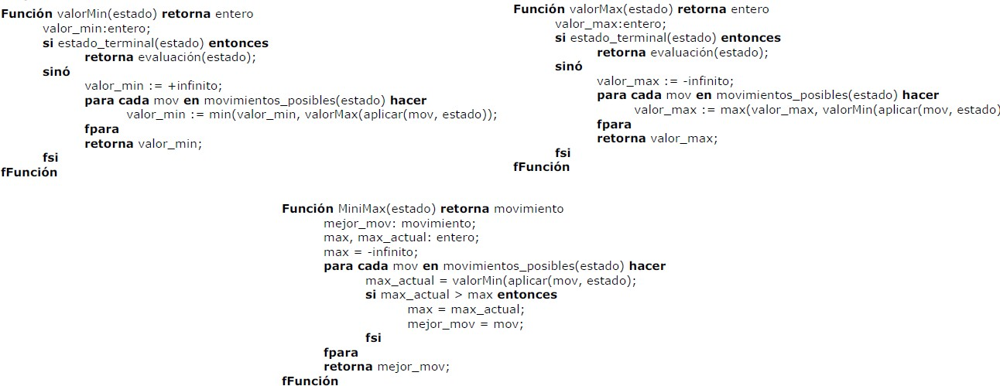 Función valorMin(estado) retorna entero
valor_min:entero;
si estado_terminal(estado) entonces
retorna evaluación(estado);
sinó
valor_min := +infinito;
para cada mov en movimientos_posibles(estado) hacer
valor_min := min(valor_min, valorMax(aplicar(mov, estado));
fpara
retorna valor_min;
fsi
fFunción
Función valorMax(estado) retorna entero
valor_max:entero;
si estado_terminal(estado) entonces
retorna evaluación(estado);
sinó
valor_max := -infinito;
para cada mov en movimientos_posibles(estado) hacer
valor_max := max(valor_max, valorMin(aplicar(mov, estado)
fpara
retorna valor_max;
fsi
fFunción
Función MiniMax(estado) retorna movimiento
mejor_mov: movimiento;
max, max_actual: entero;
max = -infinito;
para cada mov en movimientos_posibles(estado) hacer
max_actual = valorMin(aplicar(mov, estado);
si max_actual > max entonces
max = max_actual;
mejor_mov = mov;
fsi
fpara
retorna mejor_mov;
fFunción